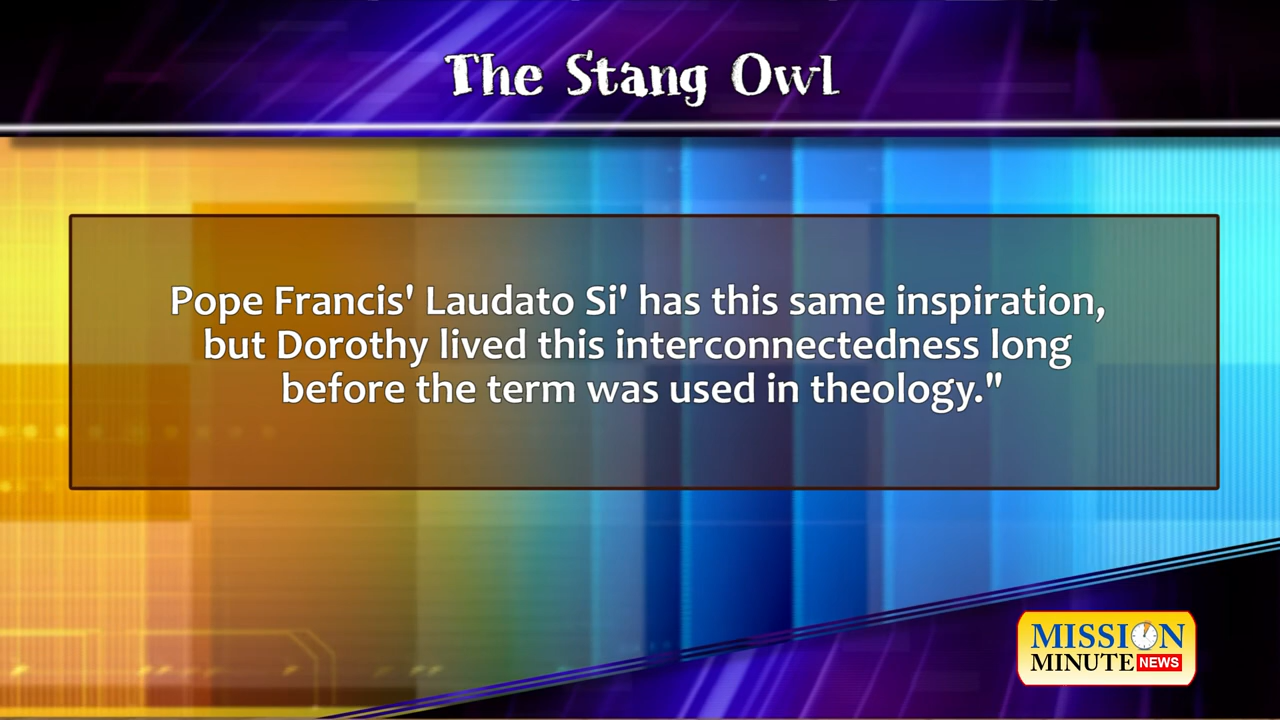 The Stang Owl
Pope Francis' Laudato Si' has this same inspiration,
but Dorothy lived this interconnectedness long
before the term was used in theology."
MISSION
MINUTE NEWS